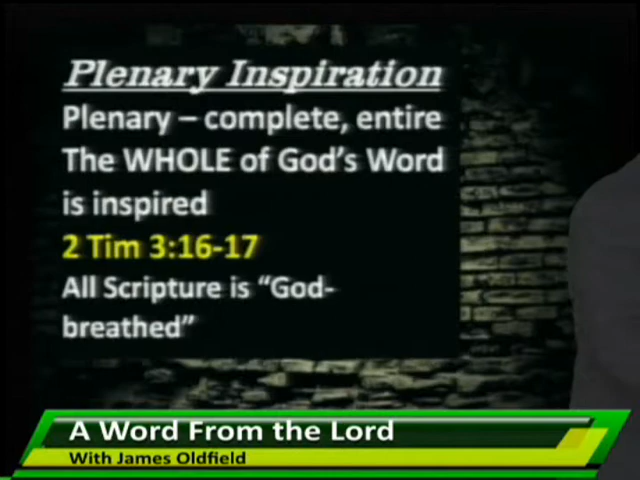 Plenary Inspiration
Plenary – complete, entire
The WHOLE of God's Word
is inspired
2 Tim 3:16-17
All Scripture is “God-
breathed”
A Word From the Lord
With James Oldfield